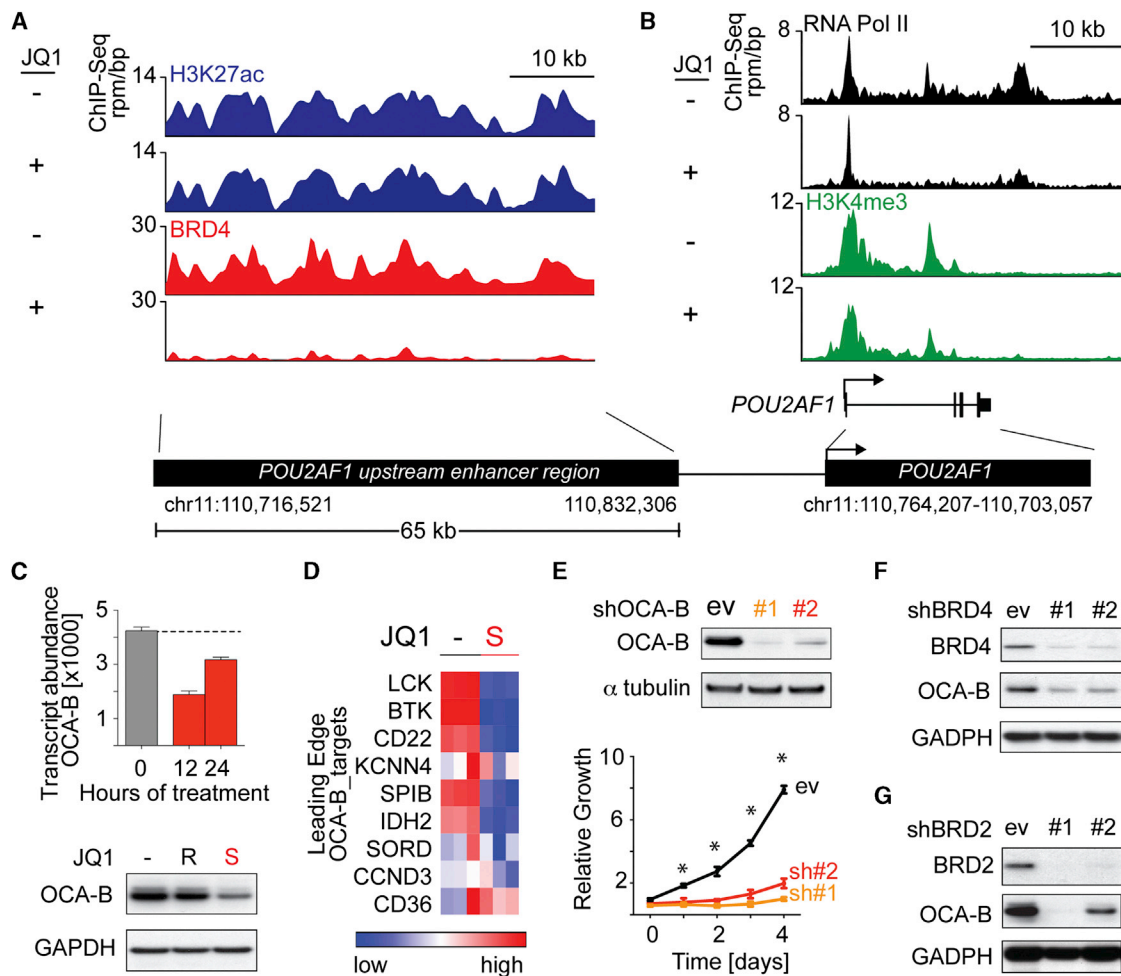 A
JQ1
-
+
-
+
ChIP-Seq
rpm/bp
14
H3K27ac
10 kb
14
30
BRD4
30
B
JQ1
-
+
-
+
ChIP-Seq
rpm/bp
8
RNA Pol II
10 kb
8
12
H3K4me3
12
POU2AF1
POU2AF1 upstream enhancer region
POU2AF1
chr11:110,716,521
110,832,306
chr11:110,764,207-110,703,057
65 kb
C
Transcript abundance
OCA-B [x1000]
5
3
1
0 12 24
Hours of treatment
JQ1 - R S
OCA-B
GAPDH
D
JQ1 - S
Leading Edge
OCA-B_targets
LCK
BTK
CD22
KCNN4
SPIB
IDH2
SORD
CCND3
CD36
low high
E
shOCA-B ev #1 #2
OCA-B
α tubulin
Relative Growth
10
6
2
* * * *
ev
sh#2
sh#1
0 2 4
Time [days]
F
shBRD4 ev #1 #2
BRD4
OCA-B
GADPH
G
shBRD2 ev #1 #2
BRD2
OCA-B
GADPH